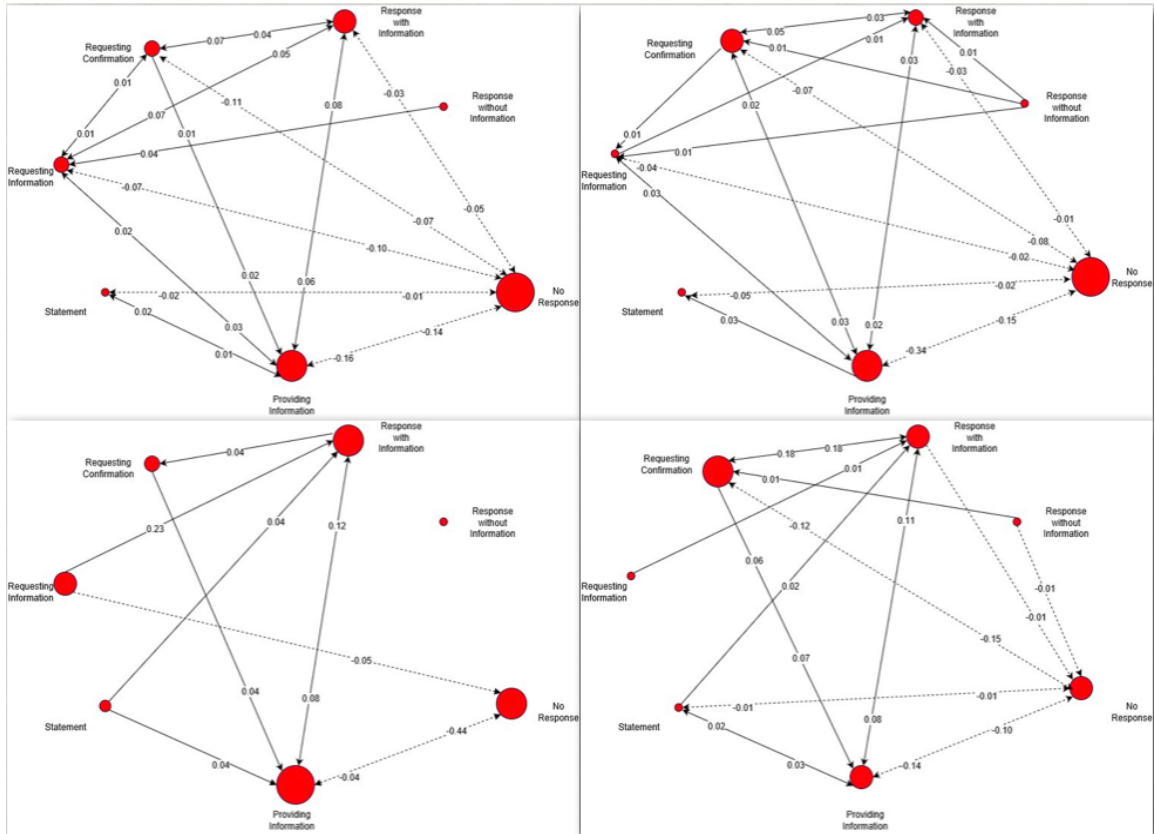 Response
with
Information
Requesting
Confirmation
-0.07
0.04
0.05
0.01
-0.11
-0.03
0.07
0.08
Response
without
Information
0.01
0.01
0.04
Requesting
Information
-0.07
-0.07
-0.05
0.02
-0.10
0.02
0.06
-0.02
-0.01
No
Response
Statement
0.02
0.03
-0.14
0.01
-0.16
Providing
Information
Response
with
Information
0.03
0.05
Requesting
Confirmation
0.01
0.01
0.01
0.03
-0.03
-0.07
Response
without
Information
0.02
0.01
0.01
Requesting
Information
-0.04
0.03
-0.01
-0.08
-0.02
No
Response
-0.05
-0.02
Statement
0.03
0.03
0.02
-0.15
-0.34
Providing
Information
Response
with
Information
0.04
Requesting
Confirmation
0.23
0.04
0.12
Response
without
Information
Requesting
Information
-0.05
0.04
0.08
No
Response
Statement
-0.44
0.04
-0.04
Providing
Information
Response
with
Information
0.18
0.18
Requesting
Confirmation
0.01
0.01
-0.12
0.11
Response
without
Information
0.06
0.02
Requesting
Information
-0.01
-0.01
-0.15
0.07
-0.01
-0.01
No
Response
Statement
0.02
0.08
-0.10
0.03
-0.14
Providing
Information